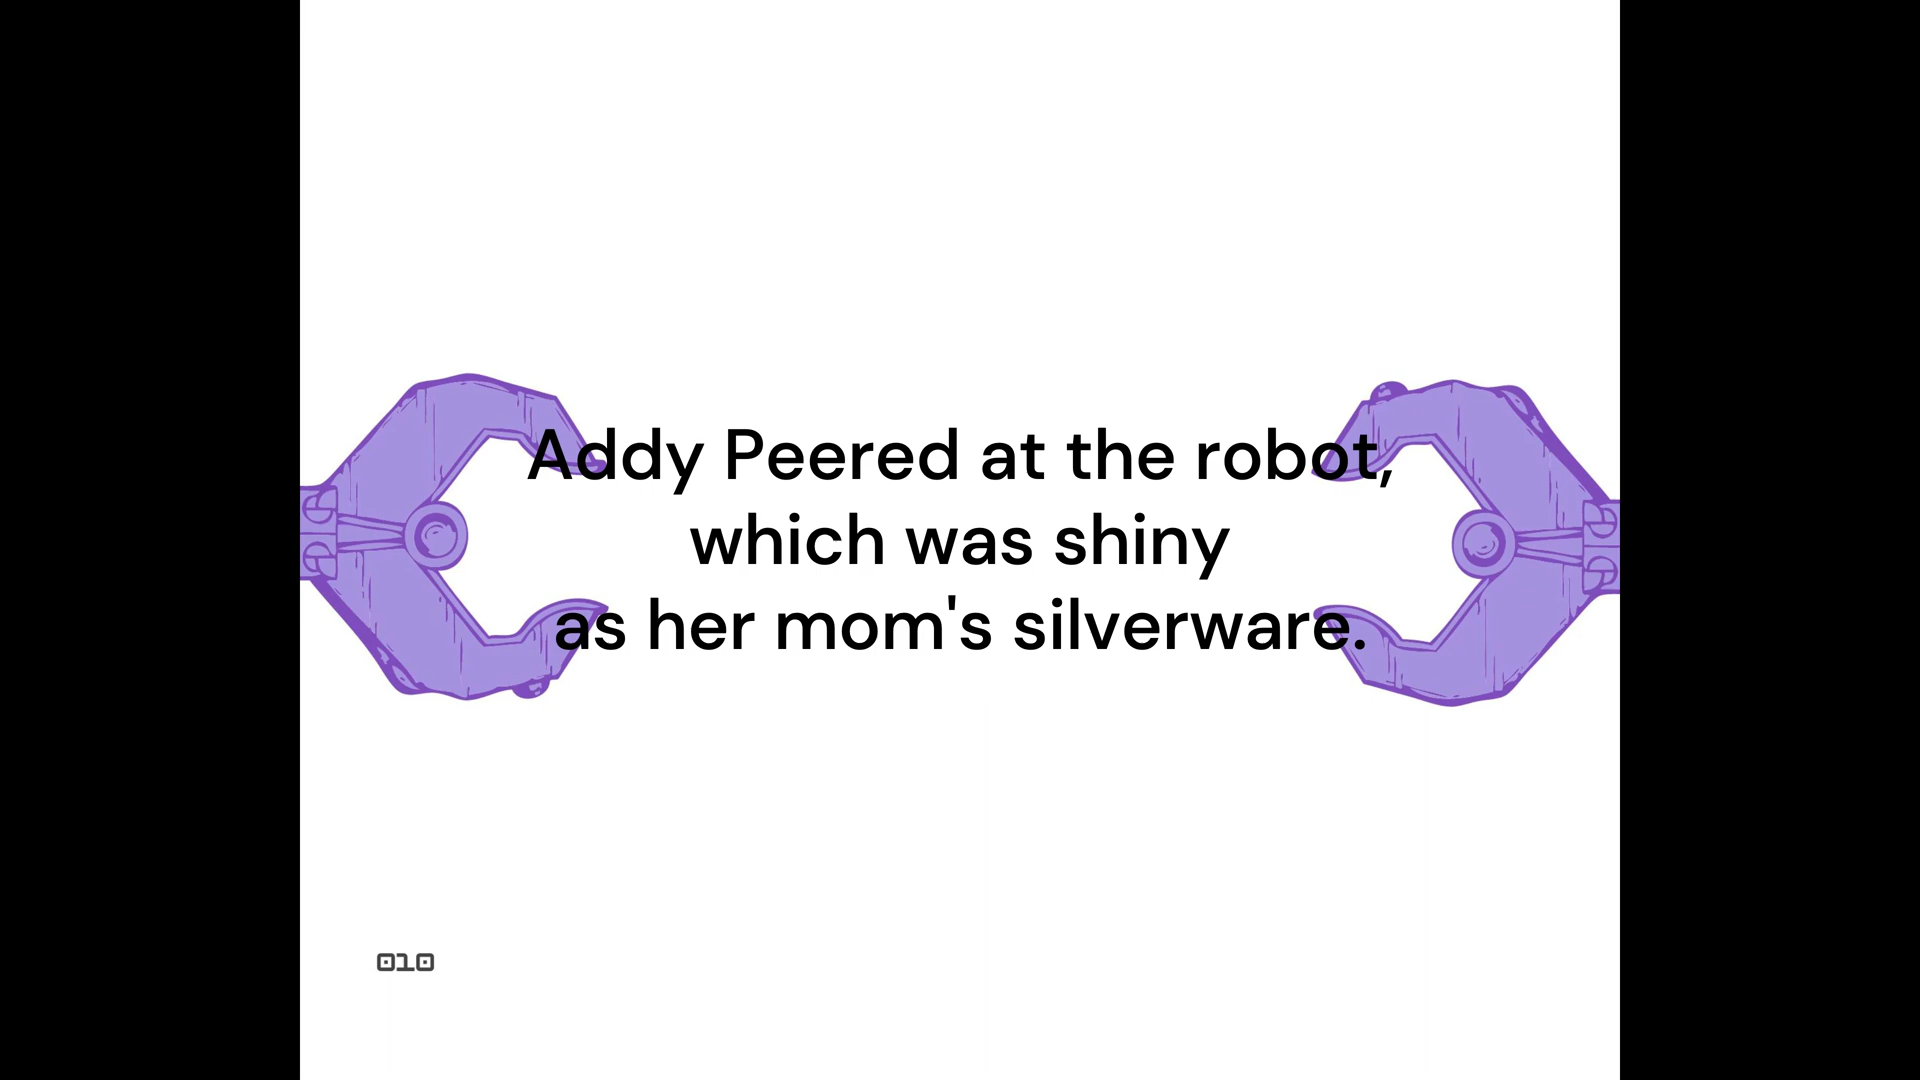 Addy Peered at the robot,
which was shiny
as her mom's silverware.
010